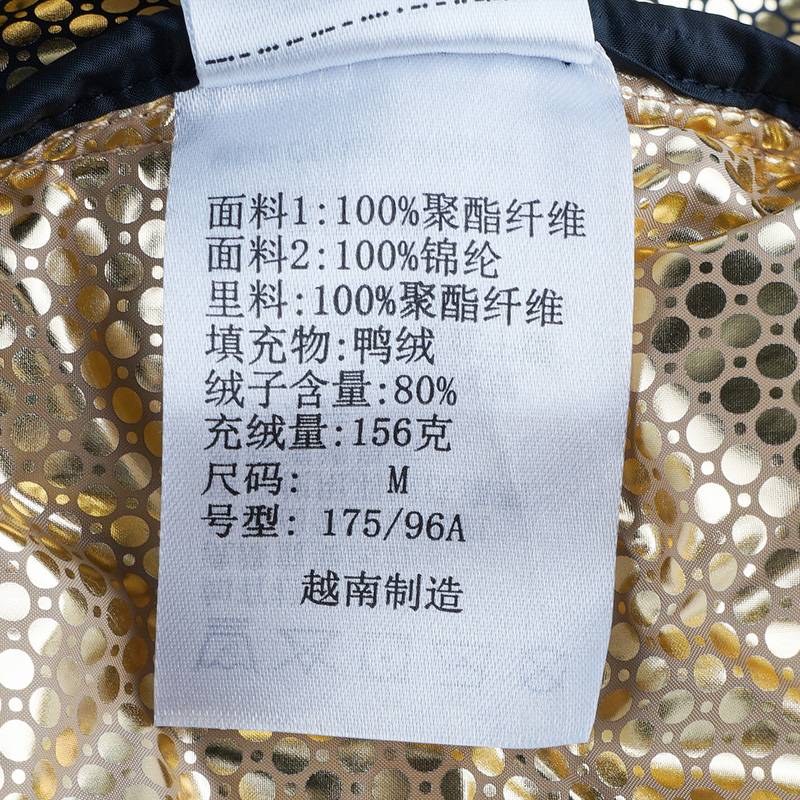 面料1:100%聚酯纤维
面料2:100%锦纶
里料:100%聚酯纤维
填充物:鸭绒
绒子含量:80%
充绒量:156克
尺码: M
号型: 175/96A
越南制造